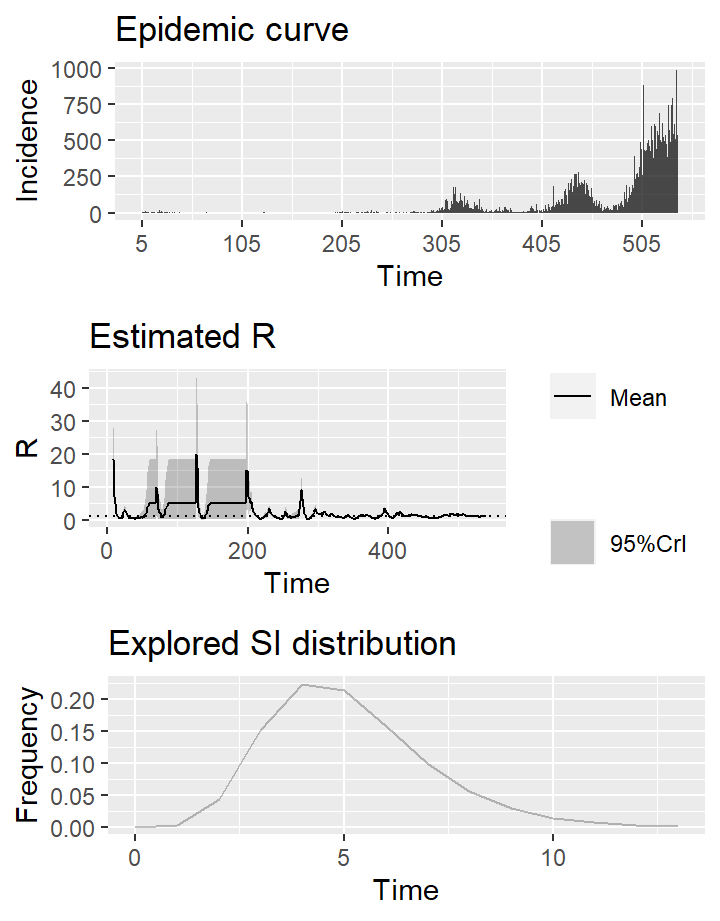 Epidemic curve
1000
750
500
250
0
Incidence
5 105 205 305 405 505
Time
Estimated R
40
30
20
10
0
R
0 200 400
Time
Mean
95%CrI
Explored SI distribution
0.20
0.15
0.10
0.05
0.00
Frequency
0 5 10
Time